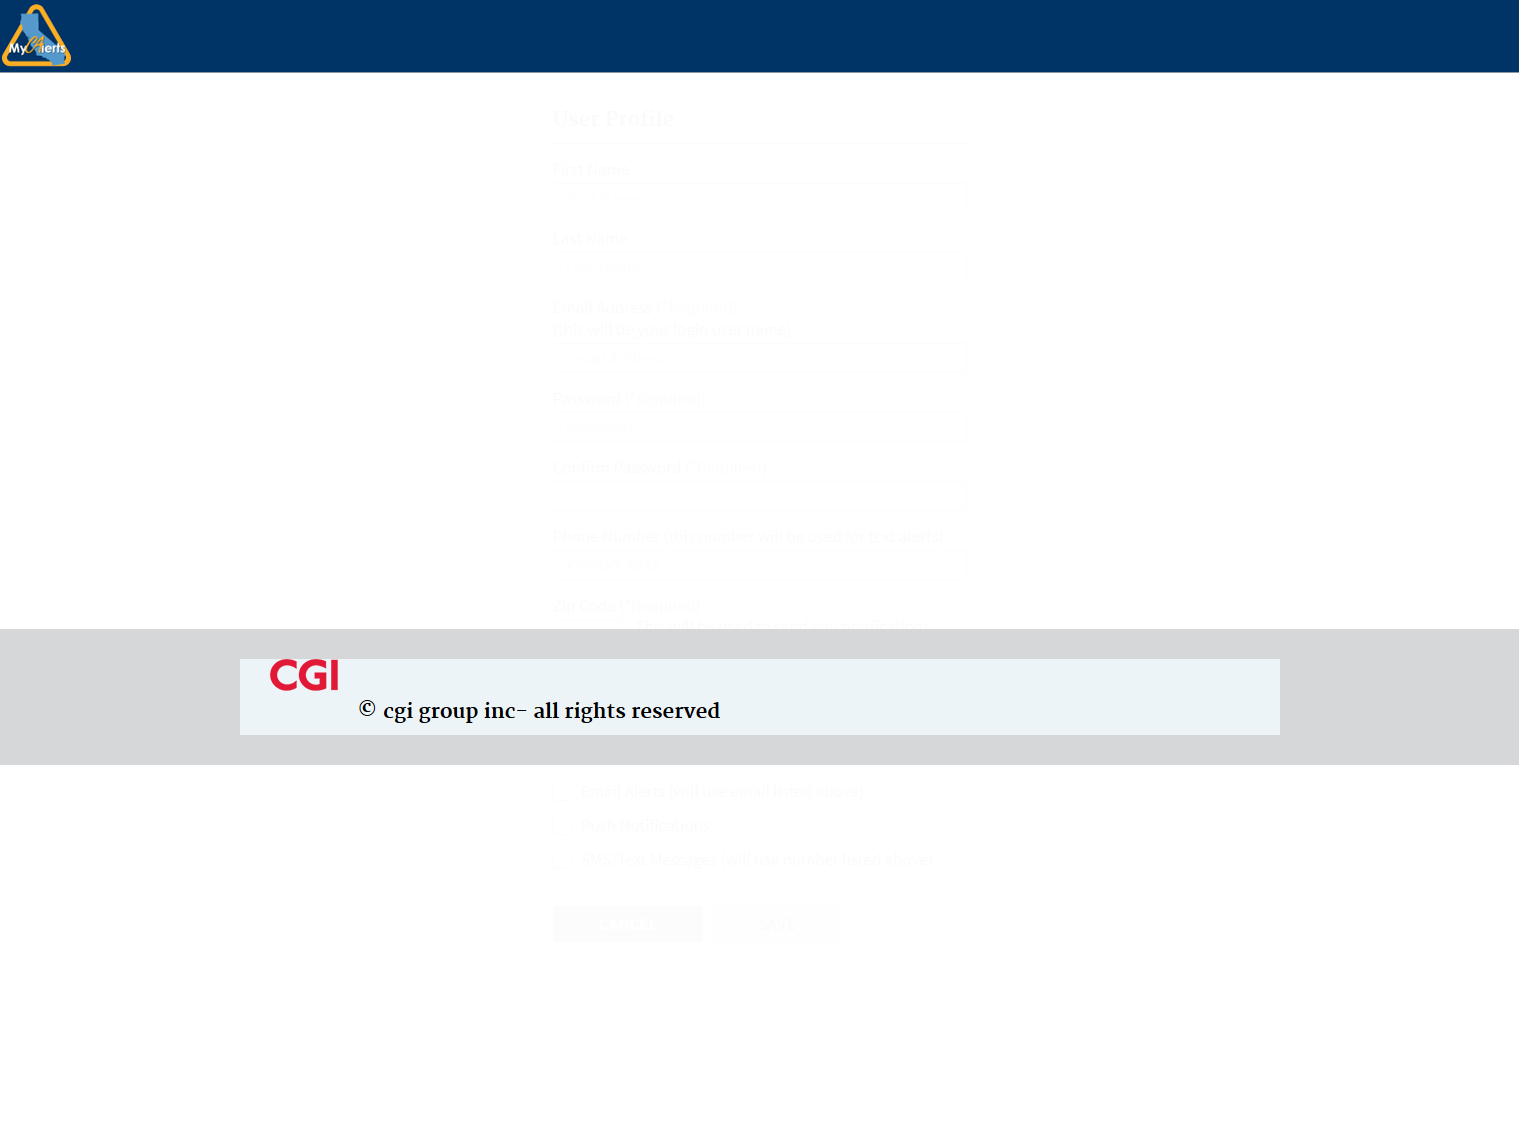 My CAlerts
User Profile
First Name
Last Name
Email Address (*Required)
(this will be your login user name)
Password (*Required)
Confirm Password (*Required)
Phone Number (this number will be used for text alerts)
Zip Code (*Required)
CGI
© cgi group inc- all rights reserved
Email Alerts (will use email listed above)
Push Notifications
SMS/Text Messages (will use number listed above)
CANCEL
SAVE